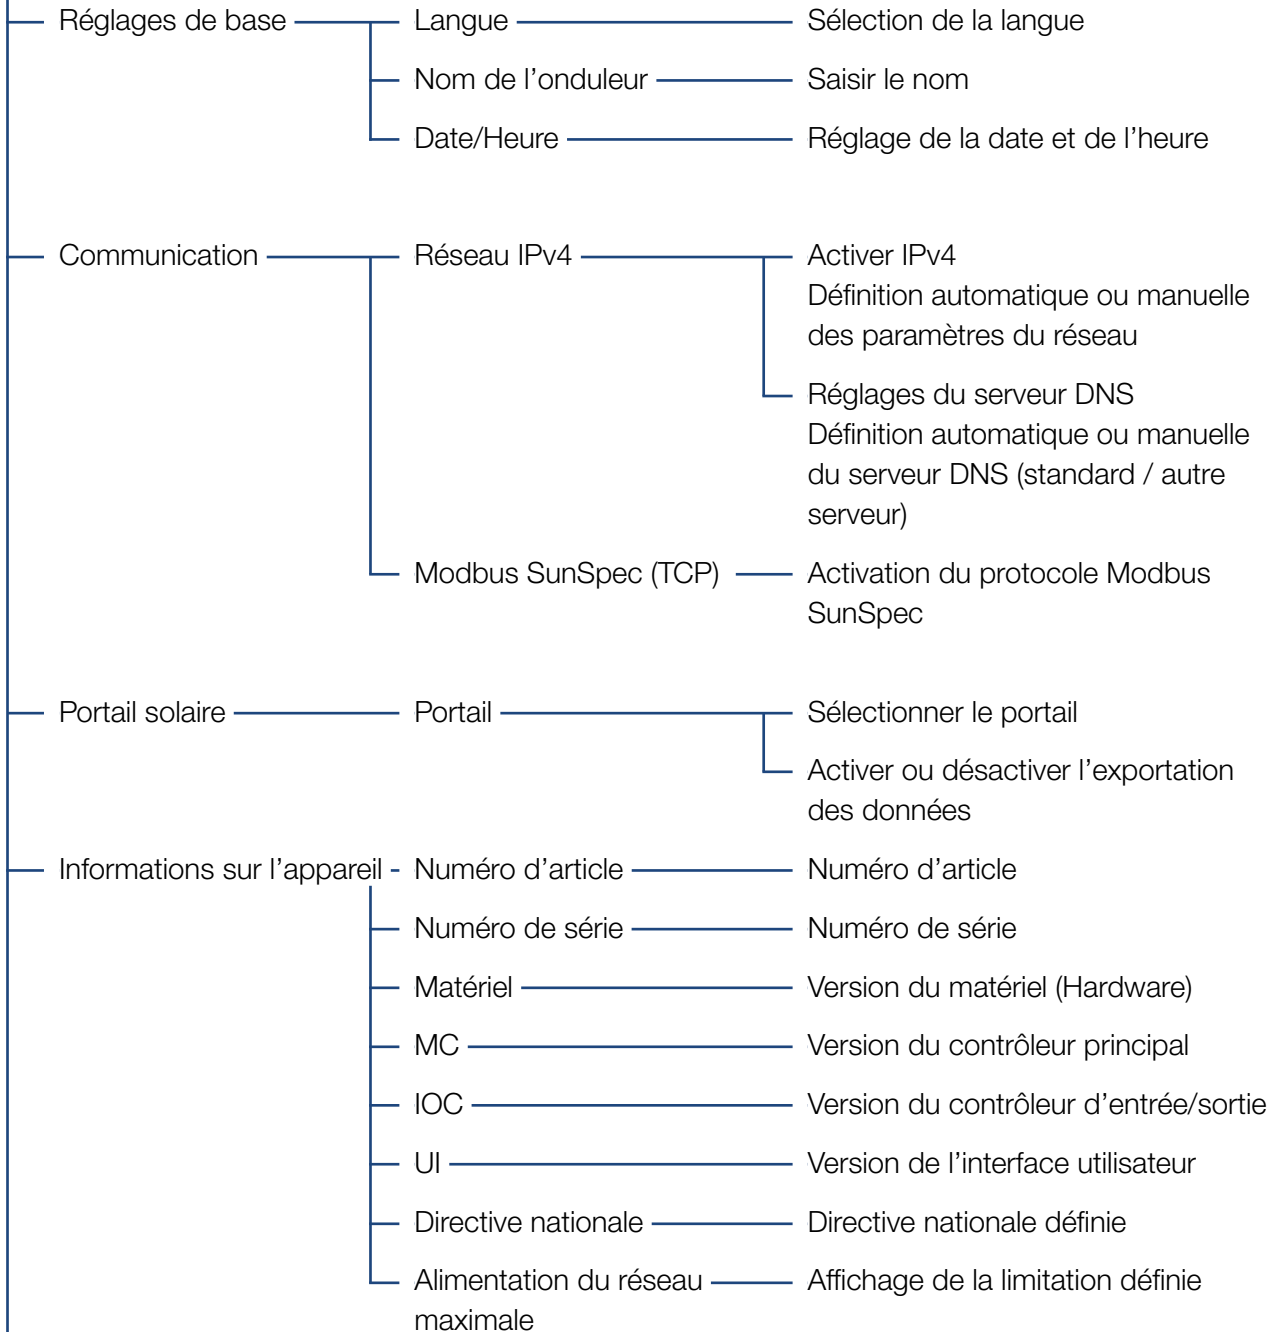 Réglages de base Langue Sélection de la langue
Nom de l’onduleur Saisir le nom
Date/Heure Réglage de la date et de l’heure
Communication Réseau IPv4 Activer IPv4
Définition automatique ou manuelle
des paramètres du réseau
Réglages du serveur DNS
Définition automatique ou manuelle
du serveur DNS (standard / autre
serveur)
Modbus SunSpec (TCP) Activation du protocole Modbus
SunSpec
Portail solaire Portail Sélectionner le portail
Activer ou désactiver l’exportation
des données
Informations sur l’appareil Numéro d’article Numéro d’article
Numéro de série Numéro de série
Matériel Version du matériel (Hardware)
MC Version du contrôleur principal
IOC Version du contrôleur d’entrée/sortie
UI Version de l’interface utilisateur
Directive nationale Directive nationale définie
Alimentation du réseau Affichage de la limitation définie
maximale